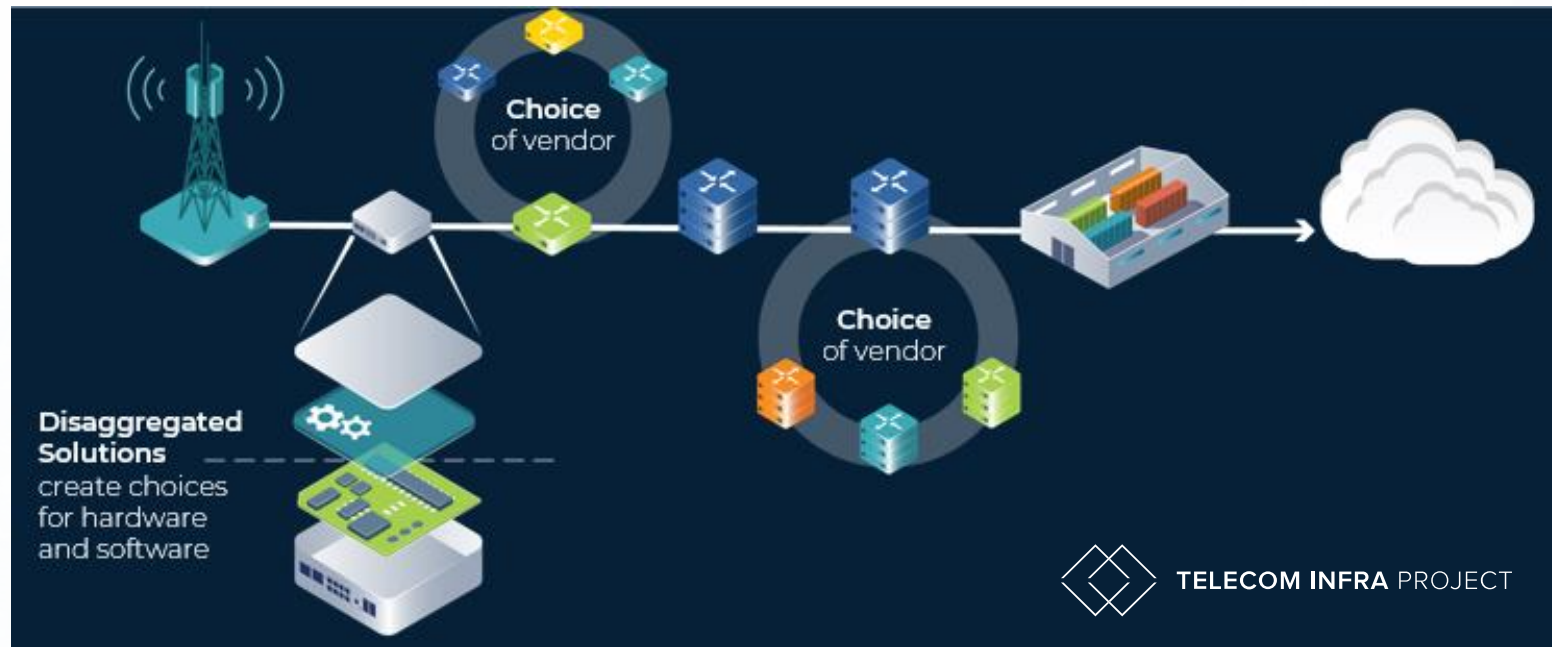 Choice
of vendor
Choice
of vendor
Disaggregated
Solutions
create choices
for hardware
and software
TELECOM INFRA PROJECT